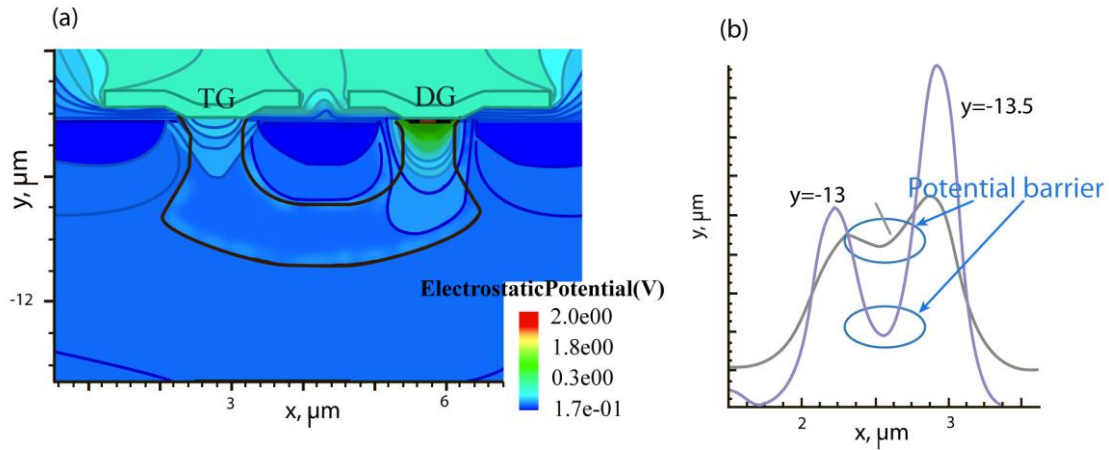 (a)
TG
DG
y, μm
-12
3
6
x, μm
ElectrostaticPotential(V)
2.0e00
1.8e00
0.3e00
1.7e-01
(b)
y=-13.5
y=-13
Potential barrier
y, μm
2
3
x, μm